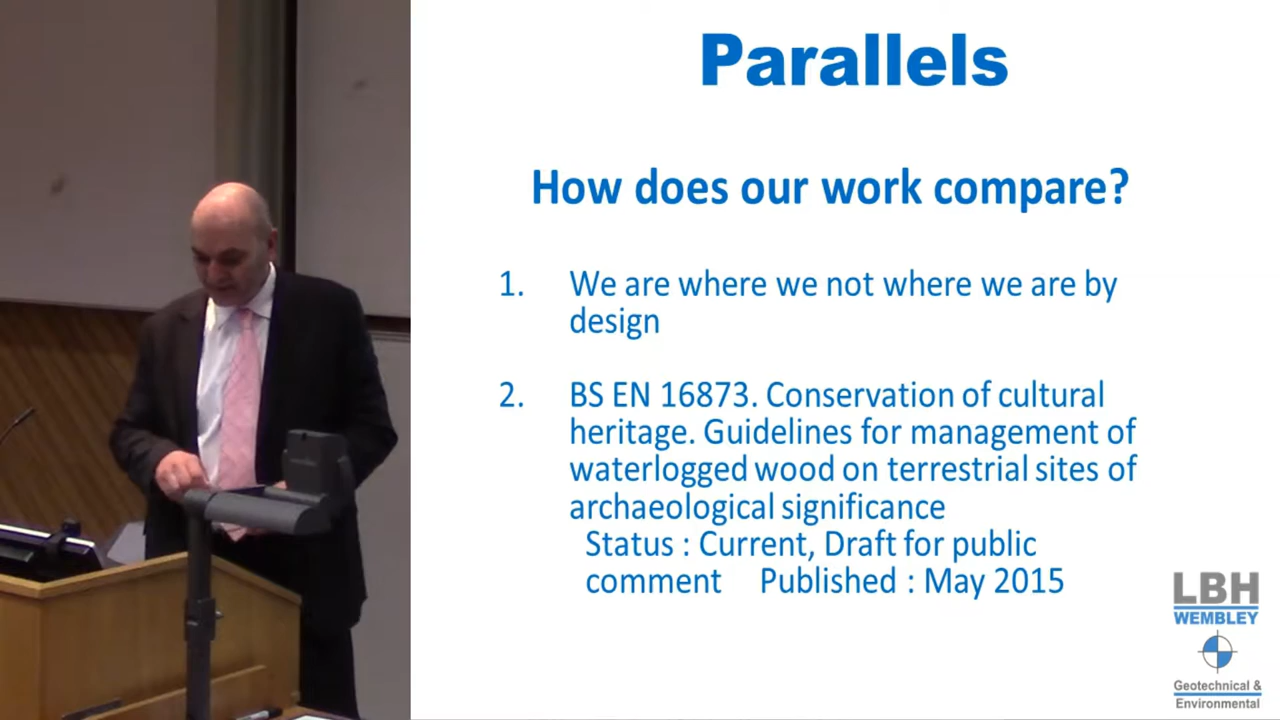 Parallels
How does our work compare?
1. We are where we not where we are by
design
2. BS EN 16873. Conservation of cultural
heritage. Guidelines for management of
waterlogged wood on terrestrial sites of
archaeological significance
Status : Current, Draft for public
comment Published : May 2015
LBH
WEMBLEY
Geotechnical &
Environmental